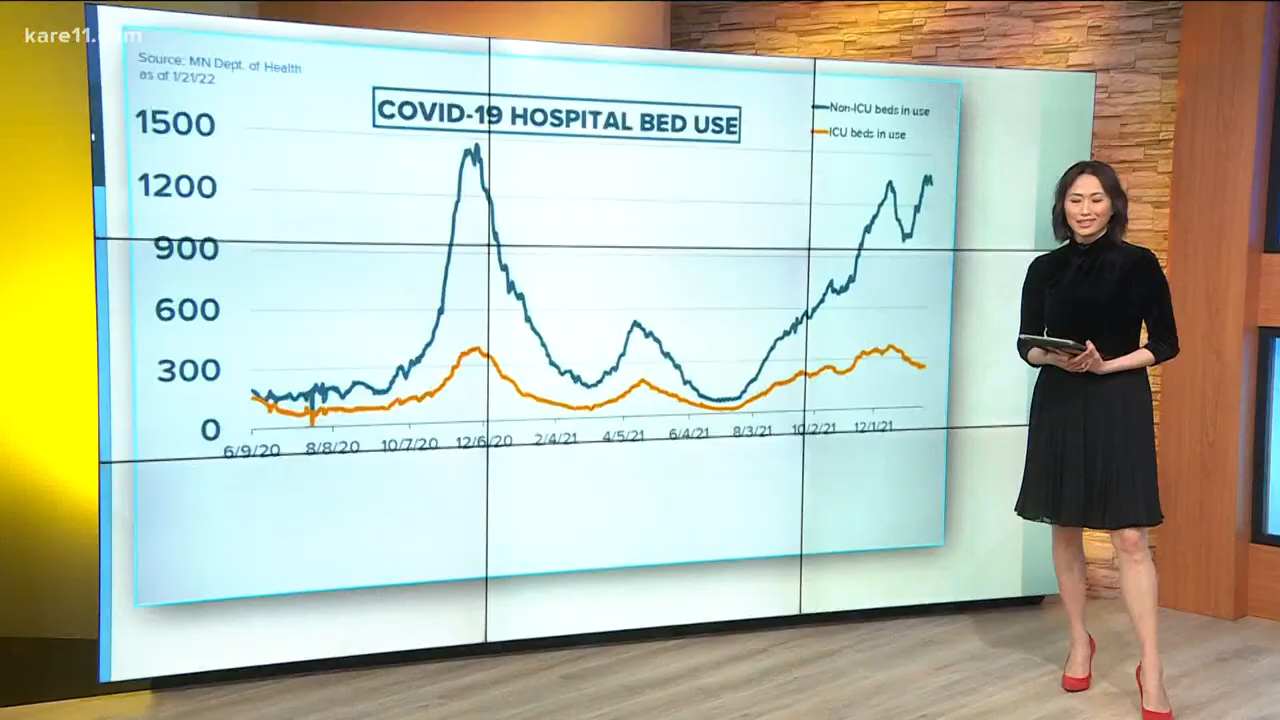 kare11.com
Source: MN Dept. of Health
as of 1/21/22
COVID-19 HOSPITAL BED USE
Non-ICU beds in use
ICU beds in use
1500
1200
900
600
300
0
6/9/20 8/8/20 10/7/20 12/6/20 2/4/21 4/5/21 6/4/21 8/3/21 10/2/21 12/1/21